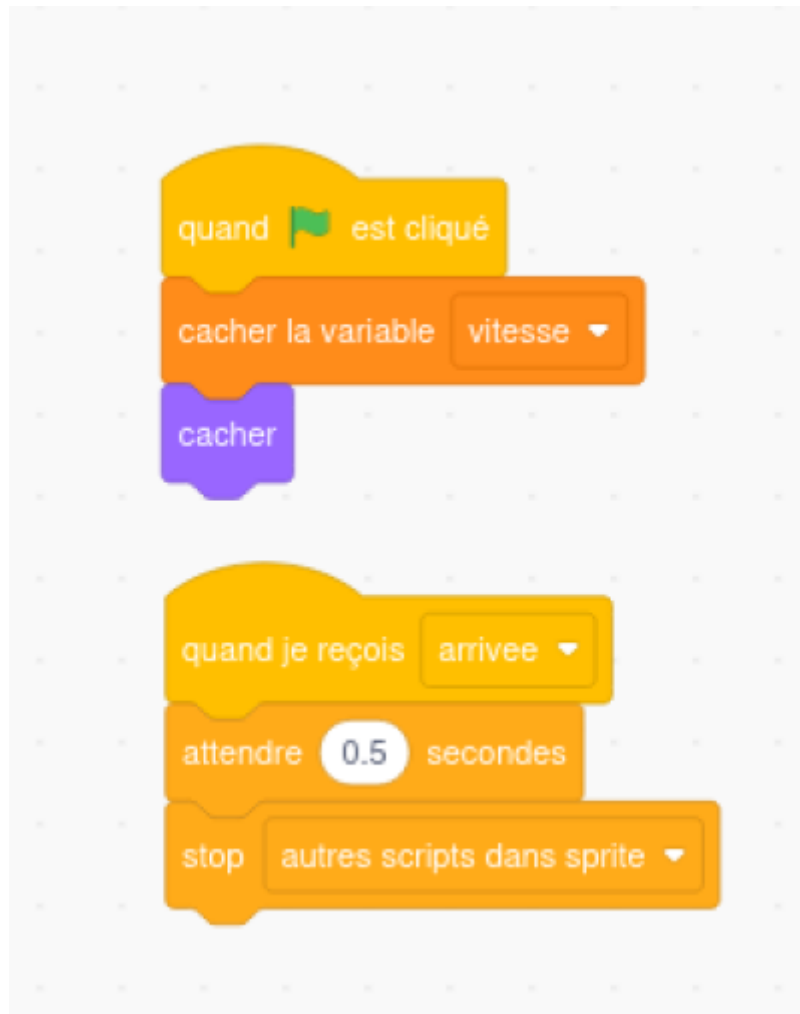 quand est cliqué
cacher la variable vitesse
cacher
quand je reçois arrivee
attendre 0.5 secondes
stop autres scripts dans sprite